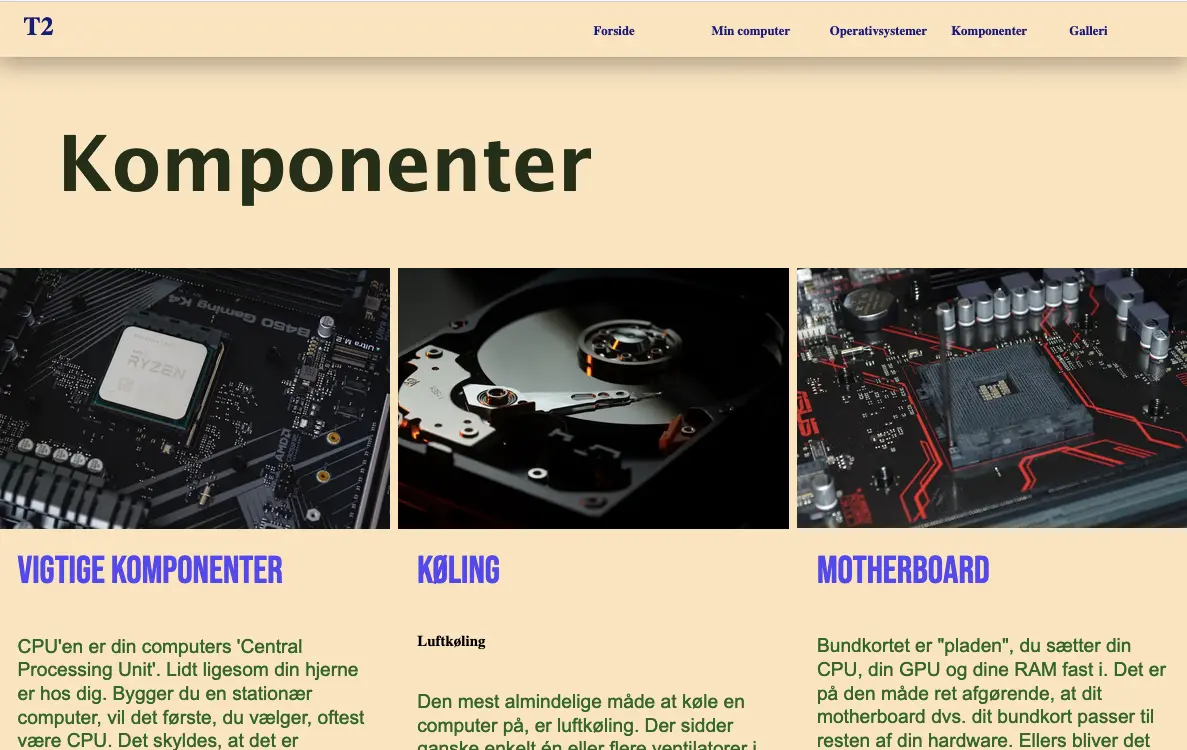 T2
Forside Min computer Operativsystemer Komponenter Galleri
Komponenter
B450 Gaming K4
Ultra M.2
RYZEN
AMD
VIGTIGE KOMPONENTER
CPU'en er din computers 'Central
Processing Unit'. Lidt ligesom din hjerne
er hos dig. Bygger du en stationær
computer, vil det første, du vælger, oftest
være CPU. Det skyldes, at det er
KØLING
Luftkøling
Den mest almindelige måde at køle en
computer på, er luftkøling. Der sidder
ganske enkelt én eller flere ventilatorer i
MOTHERBOARD
Bundkortet er "pladen", du sætter din
CPU, din GPU og dine RAM fast i. Det er
på den måde ret afgørende, at dit
motherboard dvs. dit bundkort passer til
resten af din hardware. Ellers bliver det